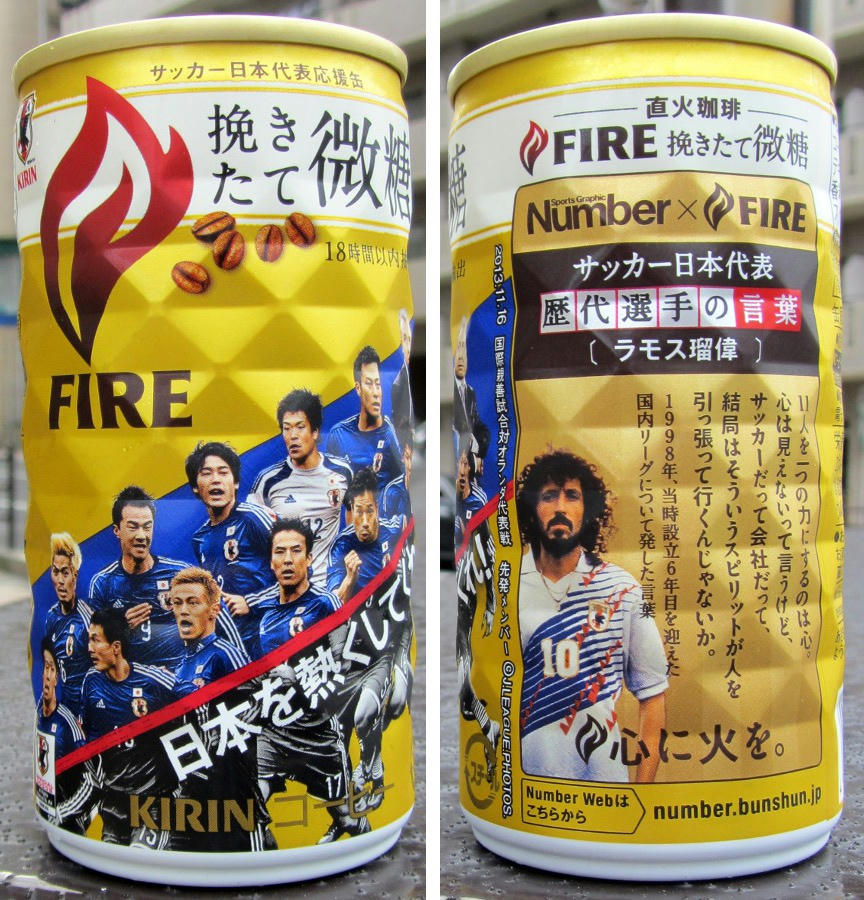 サッカー日本代表応援缶
KIRIN
挽き
たて
微糖
18時間以内
FIRE
日本を熱くして
KIRIN コーヒー
直火珈琲
FIRE 挽きたて微糖
Sports Graphic
Number × FIRE
サッカー日本代表
歴代選手の言葉
〔 ラモス瑠偉 〕
11人を一つの力にするのは心。
心は見えないって言うけど、
サッカーだって会社だって、
結局はそういうスピリットが人を
引っ張って行くんじゃないか。
1998年、当時設立6年目を迎えた
国内リーグについて発した言葉
2013.11.16 国際親善試合対オランダ代表戦 先発メンバー ©J.LEAGUE PHOTOS
10
心に火を。
スチール
Number Webは
こちらから
number.bunshun.jp
9
12
17
13